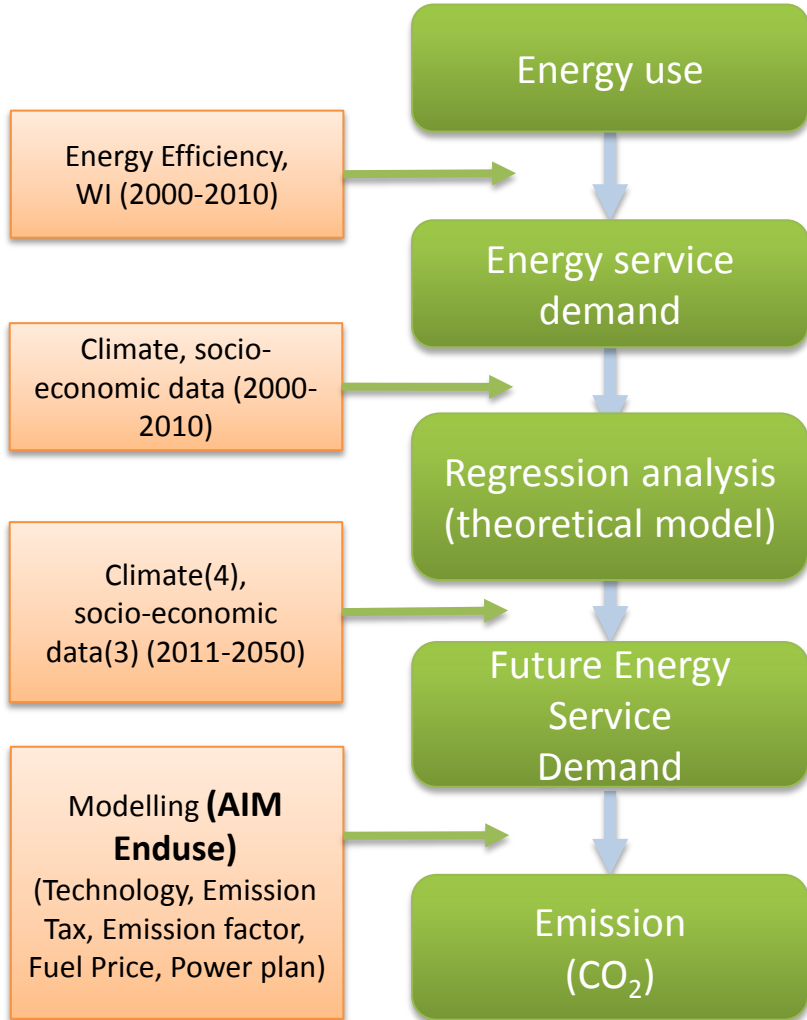 Energy use
Energy Efficiency,
WI (2000-2010)
Energy service
demand
Climate, socio-
economic data (2000-
2010)
Regression analysis
(theoretical model)
Climate(4),
socio-economic
data(3) (2011-2050)
Future Energy
Service
Demand
Modelling (AIM
Enduse)
(Technology, Emission
Tax, Emission factor,
Fuel Price, Power plan)
Emission
(CO₂)